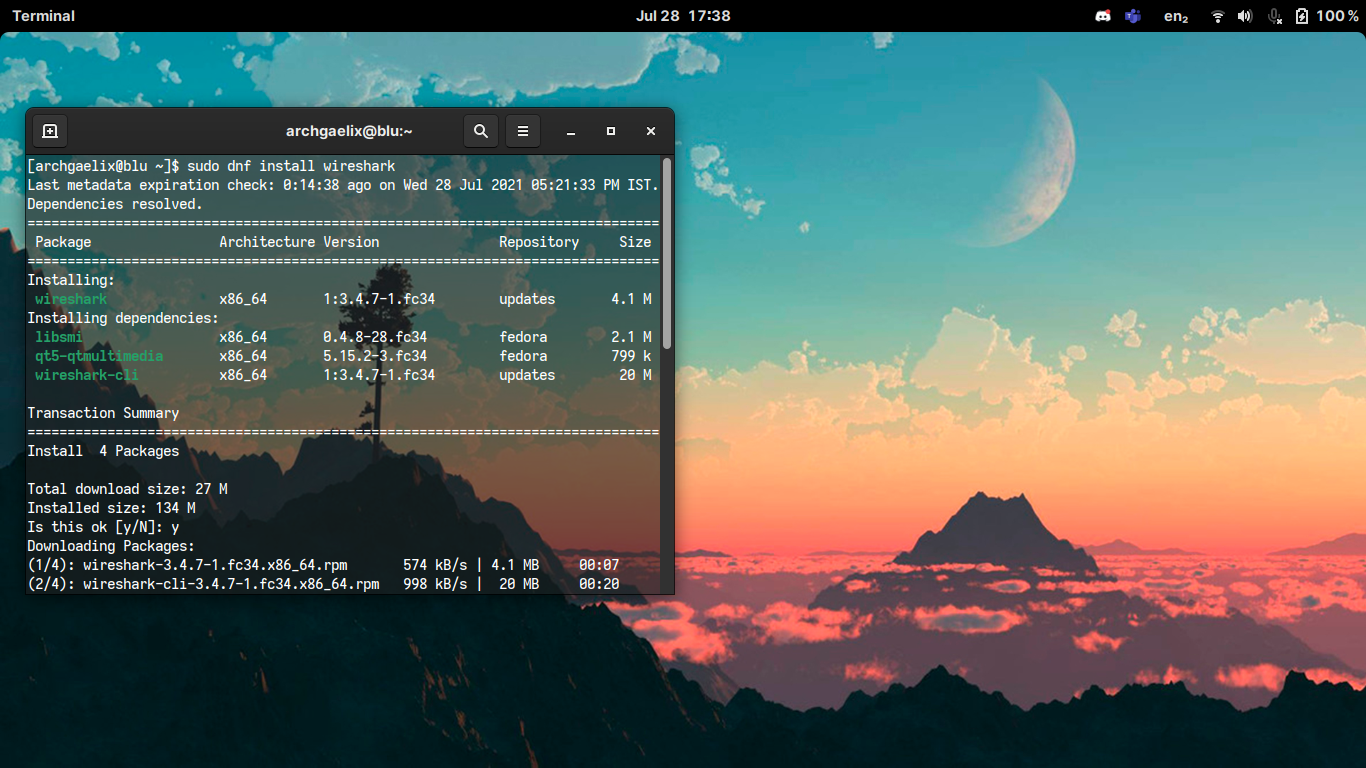 Terminal
Jul 28 17:38
en₂
100 %
archgaelix@blu:~
[archgaelix@blu ~]$ sudo dnf install wireshark
Last metadata expiration check: 0:14:38 ago on Wed 28 Jul 2021 05:21:33 PM IST.
Dependencies resolved.
================================================================================
Package Architecture Version Repository Size
================================================================================
Installing:
wireshark x86_64 1:3.4.7-1.fc34 updates 4.1 M
Installing dependencies:
libsmi x86_64 0.4.8-28.fc34 fedora 2.1 M
qt5-qtmultimedia x86_64 5.15.2-3.fc34 fedora 799 k
wireshark-cli x86_64 1:3.4.7-1.fc34 updates 20 M
Transaction Summary
================================================================================
Install 4 Packages
Total download size: 27 M
Installed size: 134 M
Is this ok [y/N]: y
Downloading Packages:
(1/4): wireshark-3.4.7-1.fc34.x86_64.rpm 574 kB/s | 4.1 MB 00:07
(2/4): wireshark-cli-3.4.7-1.fc34.x86_64.rpm 998 kB/s | 20 MB 00:20